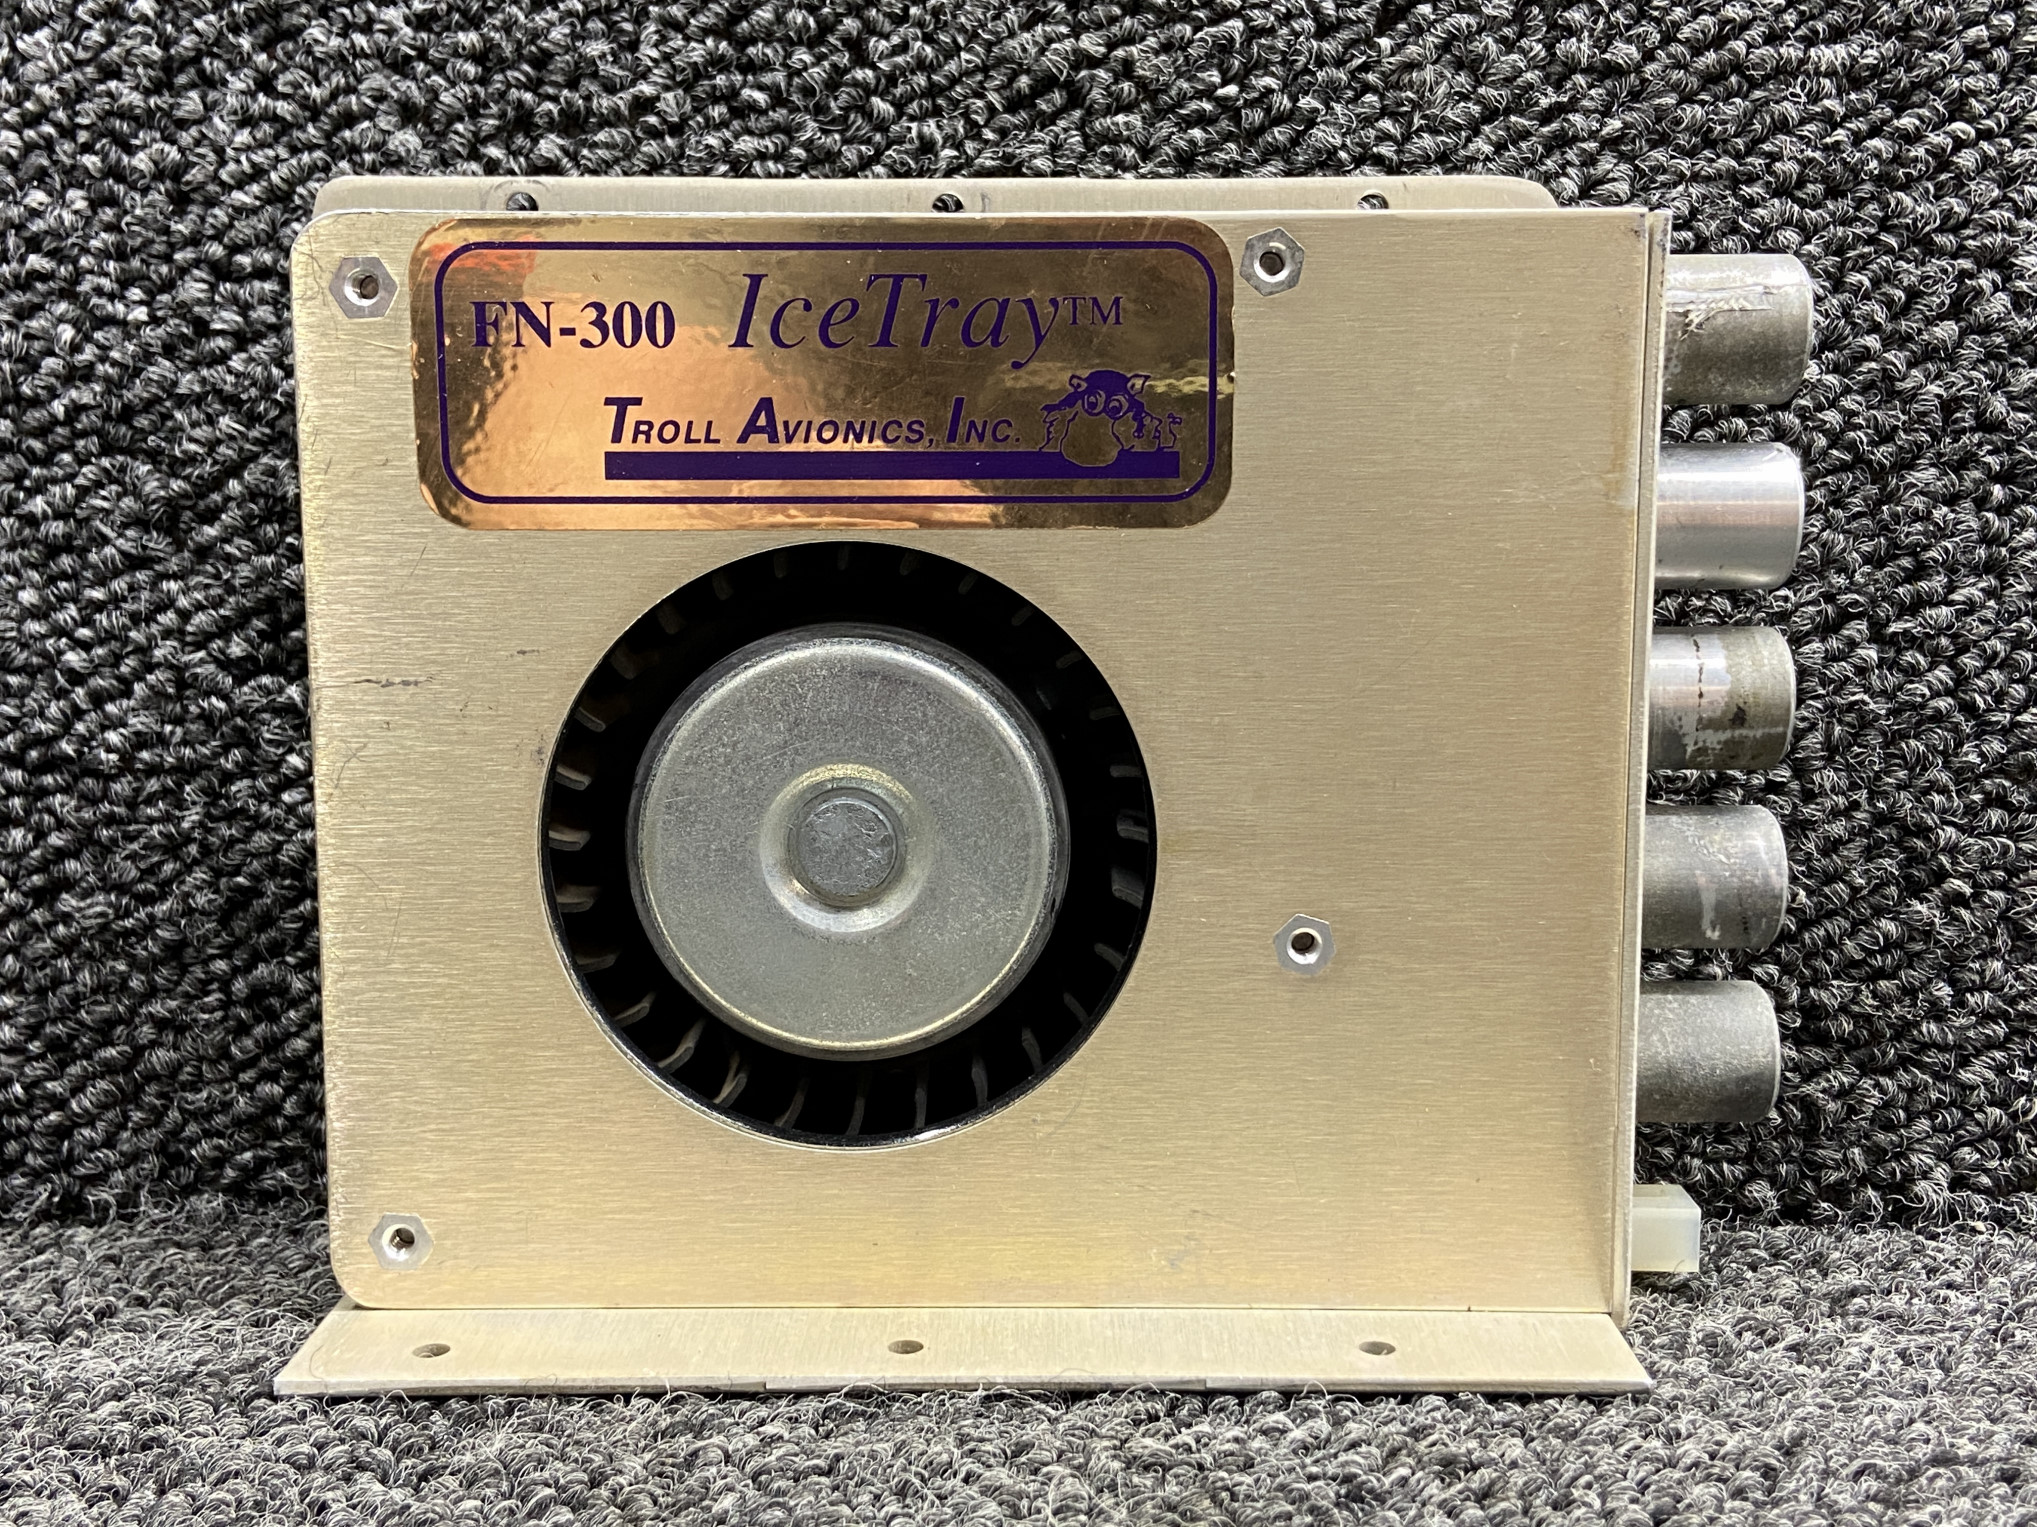 FN-300 IceTray™
TROLL AVIONICS, INC.